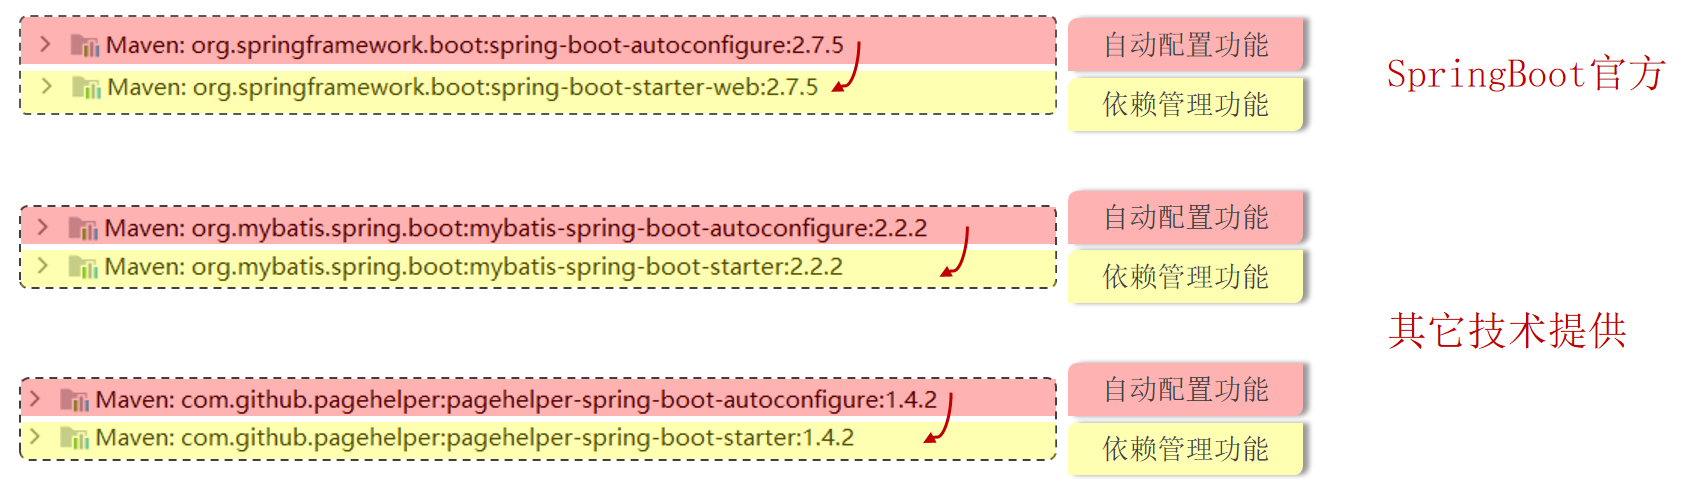 Maven: org.springframework.boot:spring-boot-autoconfigure:2.7.5
自动配置功能
Maven: org.springframework.boot:spring-boot-starter-web:2.7.5
依赖管理功能
SpringBoot官方
Maven: org.mybatis.spring.boot:mybatis-spring-boot-autoconfigure:2.2.2
自动配置功能
Maven: org.mybatis.spring.boot:mybatis-spring-boot-starter:2.2.2
依赖管理功能
其它技术提供
Maven: com.github.pagehelper:pagehelper-spring-boot-autoconfigure:1.4.2
自动配置功能
Maven: com.github.pagehelper:pagehelper-spring-boot-starter:1.4.2
依赖管理功能